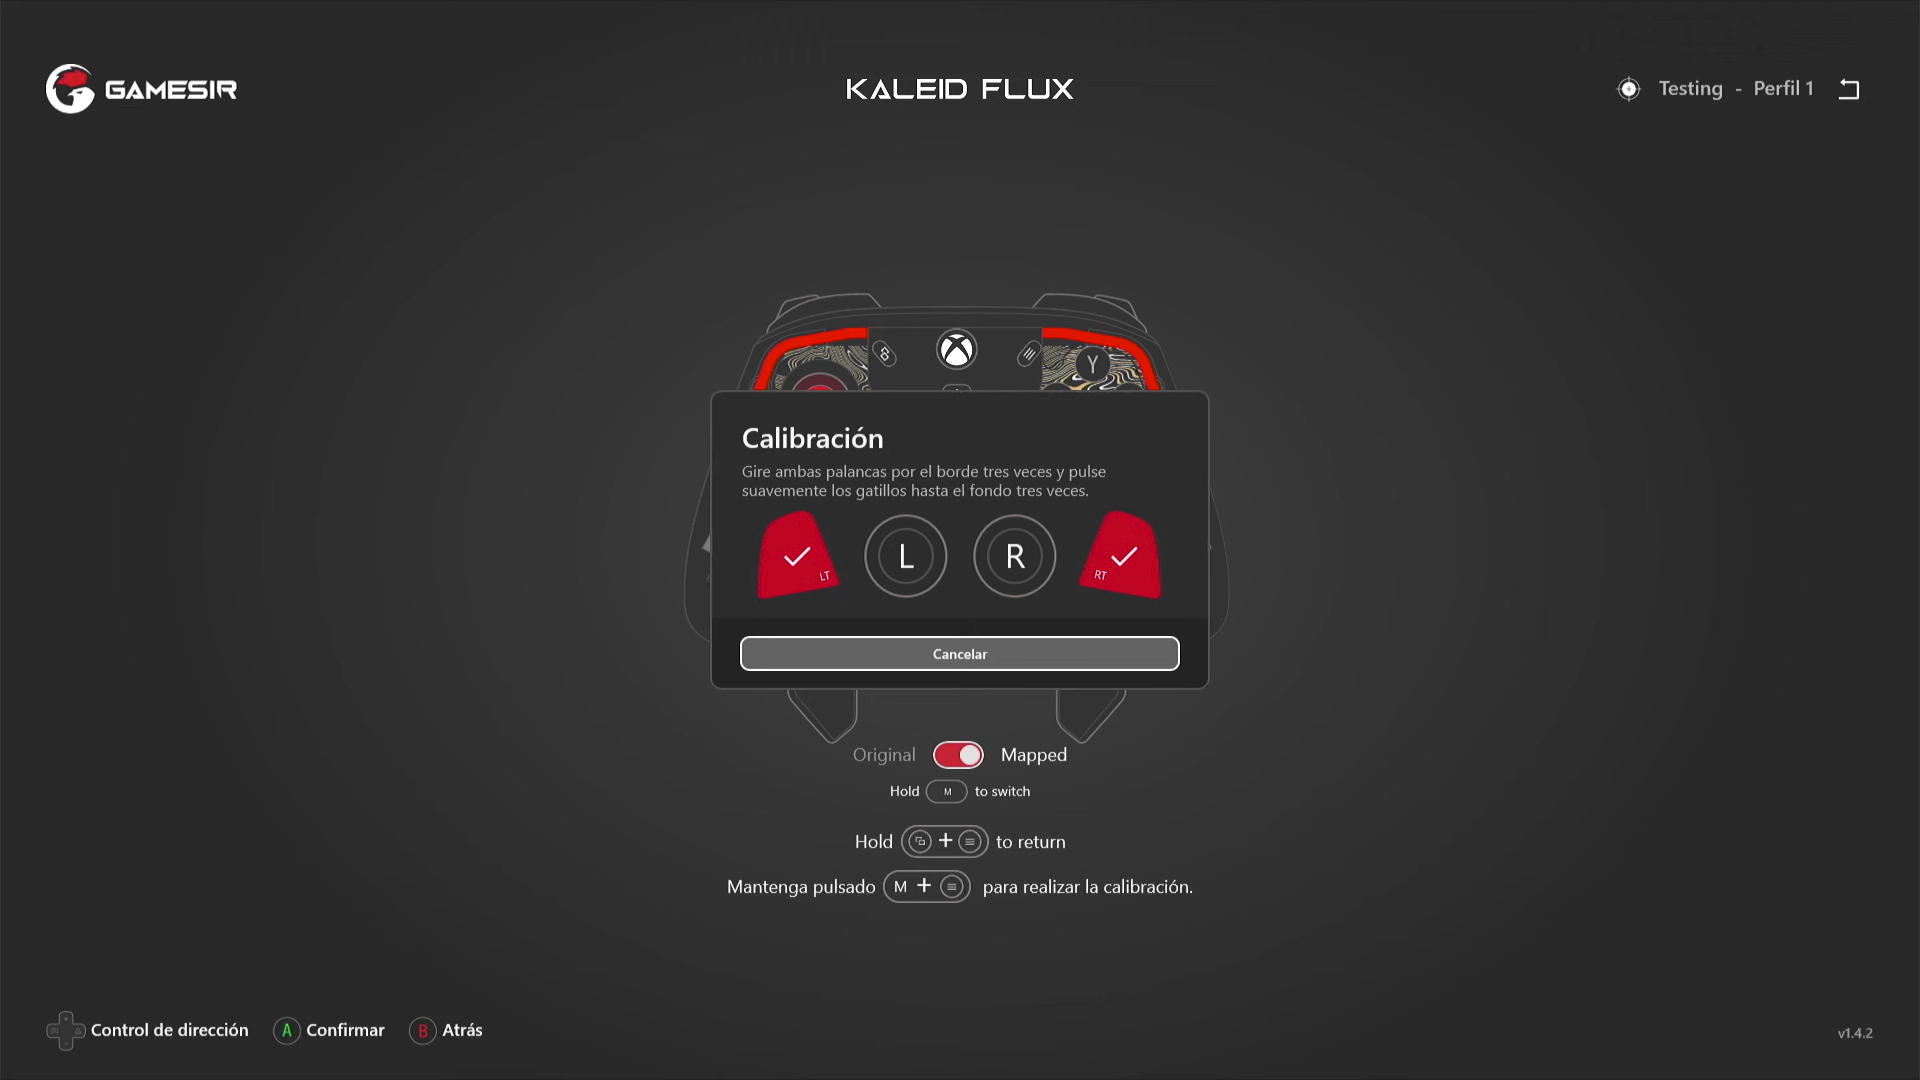 GAMESIR
KALEID FLUX
Testing - Perfil 1
Y
Calibración
Gire ambas palancas por el borde tres veces y pulse
suavemente los gatillos hasta el fondo tres veces.
LT L R RT
Cancelar
Original Mapped
Hold M to switch
Hold + to return
Mantenga pulsado M + para realizar la calibración.
Control de dirección A Confirmar B Atrás
v1.4.2